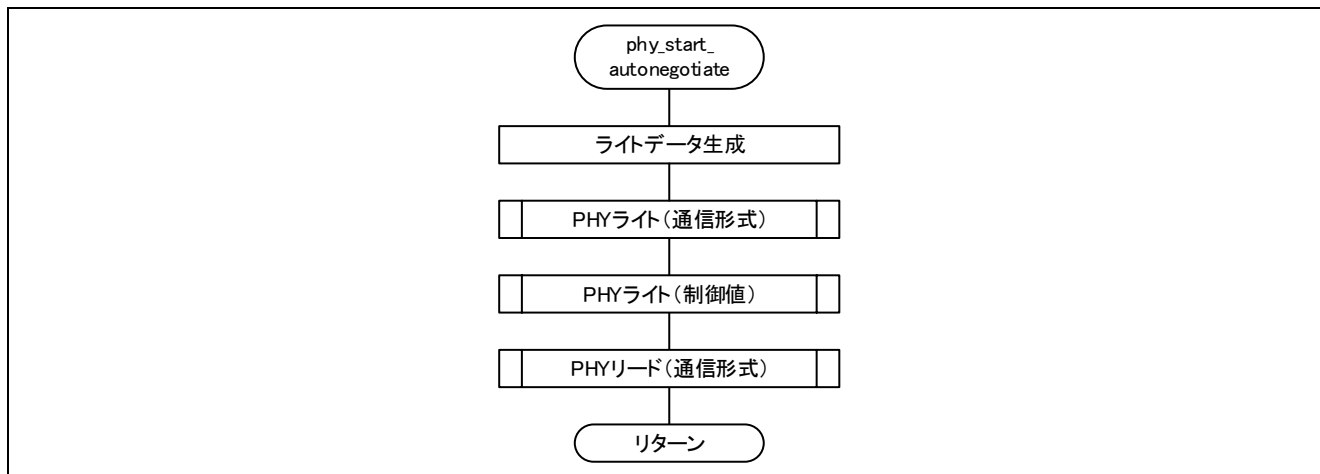 phy_start_
autonegotiate
ライトデータ生成
PHYライト（通信形式）
PHYライト（制御値）
PHYリード（通信形式）
リターン